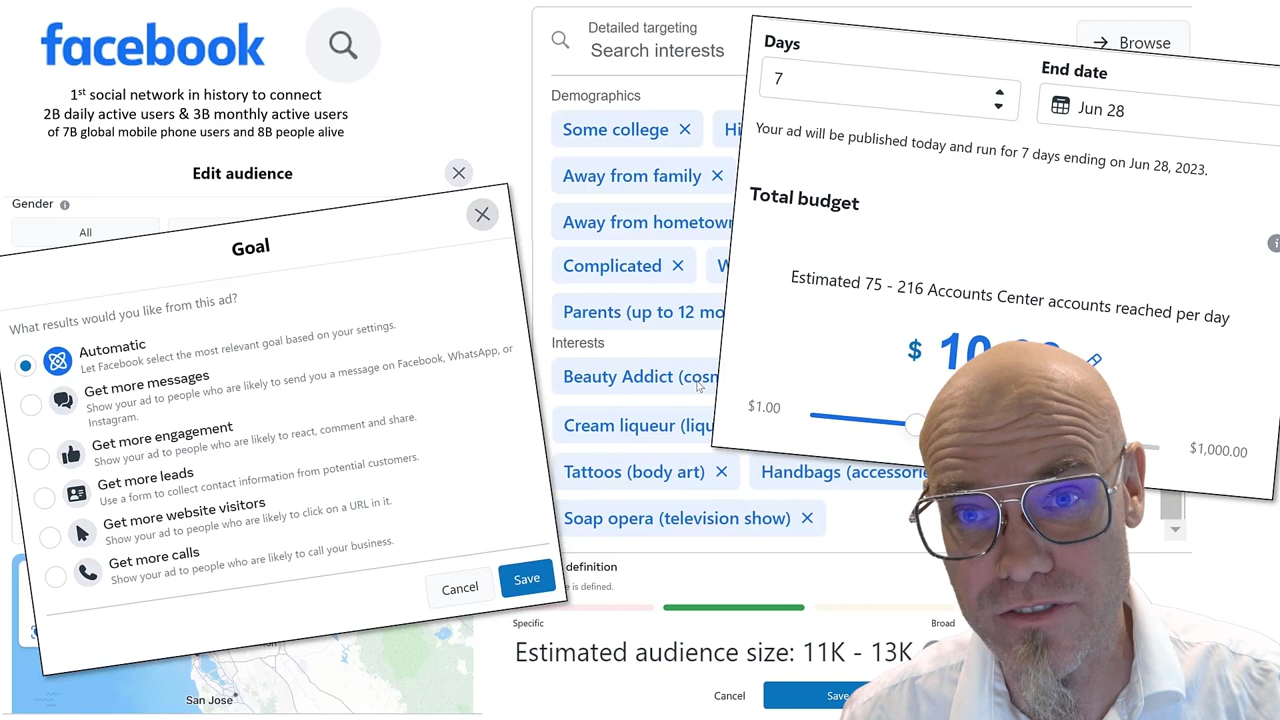 facebook
1st social network in history to connect
2B daily active users & 3B monthly active users
of 7B global mobile phone users and 8B people alive
Edit audience
Gender
All
Goal
What results would you like from this ad?
Automatic
Let Facebook select the most relevant goal based on your settings.
Get more messages
Show your ad to people who are likely to send you a message on Facebook, WhatsApp, or
Instagram.
Get more engagement
Show your ad to people who are likely to react, comment and share.
Get more leads
Use a form to collect contact information from potential customers.
Get more website visitors
Show your ad to people who are likely to click on a URL in it.
Get more calls
Show your ad to people who are likely to call your business.
Cancel
Save
San Jose
Detailed targeting
Search interests
Browse
Demographics
Some college
Away from family
Away from hometown
Complicated
Parents (up to 12 mo
Interests
Beauty Addict (cosm
Cream liqueur (liqu
Tattoos (body art)
Handbags (accessorie
Soap opera (television show)
definition
is defined.
Specific
Broad
Estimated audience size: 11K - 13K
Cancel
Save
Days
7
End date
Jun 28
Your ad will be published today and run for 7 days ending on Jun 28, 2023.
Total budget
Estimated 75 - 216 Accounts Center accounts reached per day
$ 10
$1.00
$1,000.00